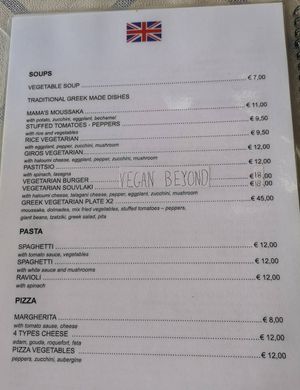 SOUPS
VEGETABLE SOUP € 7,00
TRADITIONAL GREEK MADE DISHES
MAMA'S MOUSSAKA € 11,00
with potato, zucchini, eggplant, bechamel
STUFFED TOMATOES - PEPPERS € 9,50
with rice and vegetables
RICE VEGETARIAN € 9,50
with eggplant, pepper, zucchini, mushroom
GIROS VEGETARIAN € 12,00
with haloumi cheese, eggplant, pepper, zucchini, mushroom
PASTITSIO € 12,00
with spinach, lasagna
VEGETARIAN BURGER VEGAN BEYOND € 18
VEGETARIAN SOUVLAKI € 18
with haloumi cheese, talagani cheese, pepper, eggplant, zucchini, mushroom
GREEK VEGETARIAN PLATE X2 € 45,00
mousakas, dolmades, mix fried vegetables, stuffed tomatoes – peppers,
giant beans, tzatziki, greek salad, pita
PASTA
SPAGHETTI € 12,00
with tomato sauce, vegetables
SPAGHETTI € 12,00
with white sauce and mushrooms
RAVIOLI € 12,00
with spinach
PIZZA
MARGHERITA € 8,00
with tomato sauce, cheese
4 TYPES CHEESE € 12,00
adam, gouda, roquefort, feta
PIZZA VEGETABLES € 12,00
peppers, zucchini, aubergine